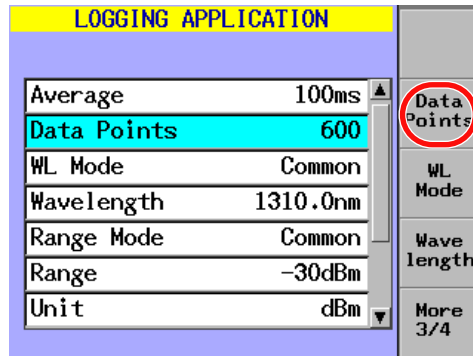 LOGGING APPLICATION
Average 100ms
Data Points 600
WL Mode Common
Wavelength 1310.0nm
Range Mode Common
Range -30dBm
Unit dBm
Data
Points
WL
Mode
Wave
length
More
3/4